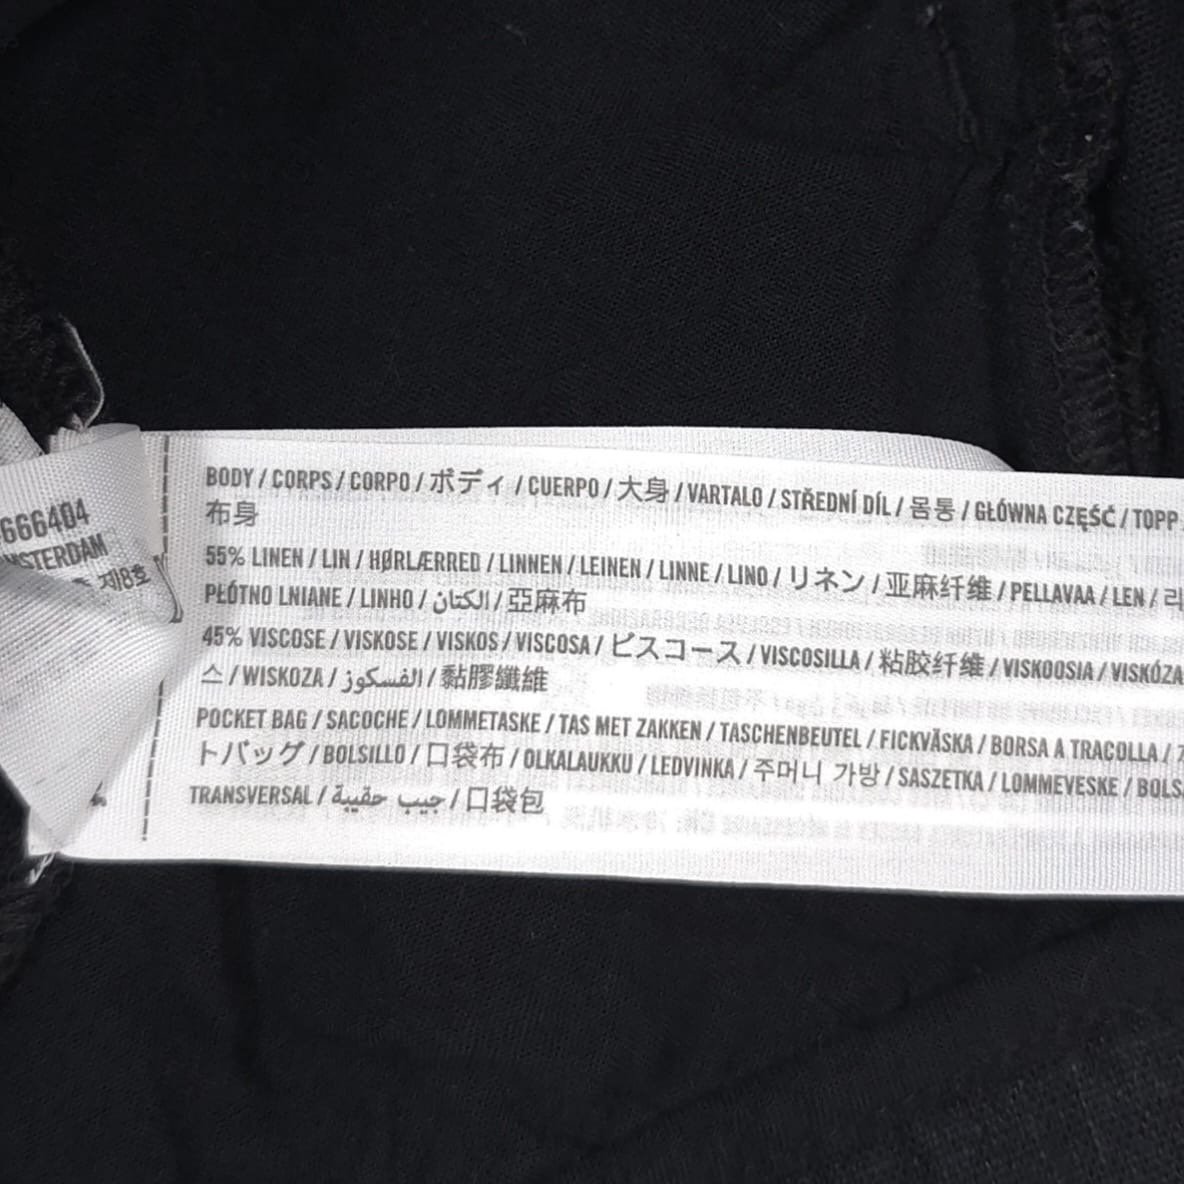 666404
AMSTERDAM
제18호
BODY / CORPS / CORPO / ボディ / CUERPO / 大身 / VARTALO / STŘEDNÍ DÍL / 몸통 / GŁÓWNA CZĘŚĆ / TOPP
布身
55% LINEN / LIN / HØRLÆRRED / LINNEN / LEINEN / LINNE / LINO / リネン / 亚麻纤维 / PELLAVAA / LEN / 리
PŁÓTNO LNIANE / LINHO / الكتان / 亞麻布
45% VISCOSE / VISKOSE / VISKOS / VISCOSA / ビスコース / VISCOSILLA / 粘胶纤维 / VISKOOSIA / VISKÓZA
스 / WISKOZA / الفسكوز / 黏膠纖維
POCKET BAG / SACOCHE / LOMMETASKE / TAS MET ZAKKEN / TASCHENBEUTEL / FICKVÄSKA / BORSA A TRACOLLA /
トバッグ / BOLSILLO / 口袋布 / OLKALAUKKU / LEDVINKA / 주머니 가방 / SASZETKA / LOMMEVESKE / BOLSA
TRANSVERSAL / جيب حقيبة / 口袋包